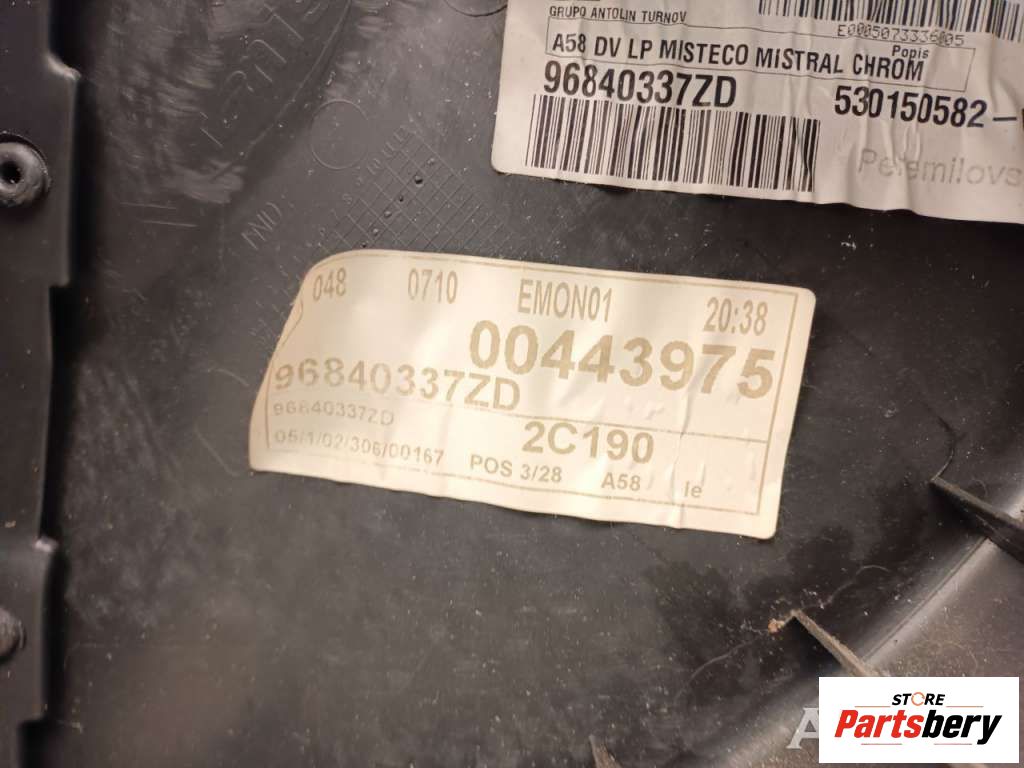 GRUPO ANTOLIN TURNOV
E0005073336005
Popis
A58 DV LP MISTECO MISTRAL CHROM
96840337ZD
530150582-
Petemilovs
048 0710 EMON01 20:38
00443975
96840337ZD
96840337ZD
2C190
05/1/02/306/00167 POS 3/28 A58 le
STORE
Partsbery